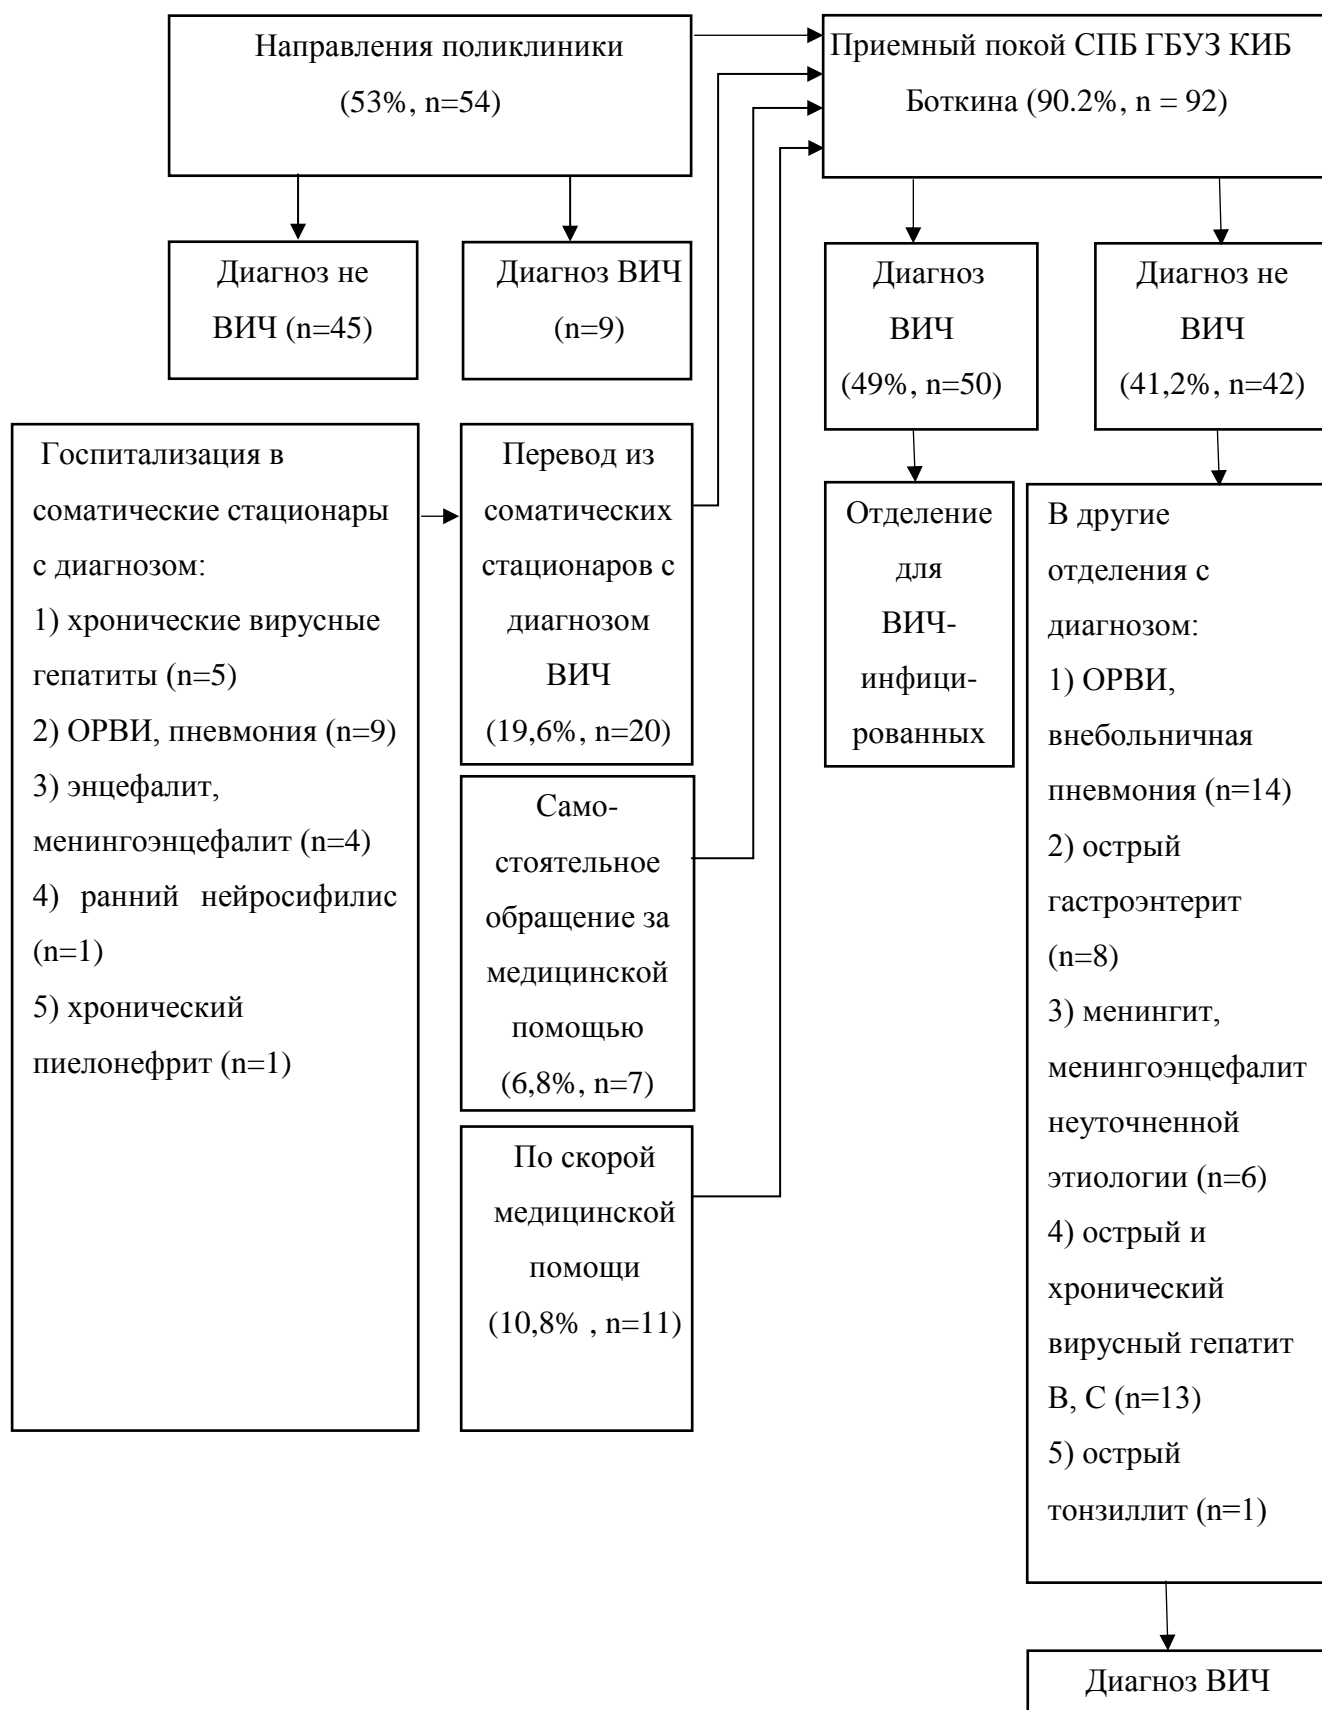 Направления поликлиники
(53%, n=54)
Приемный покой СПБ ГБУЗ КИБ
Боткина (90.2%, n = 92)
Диагноз не
ВИЧ (n=45)
Диагноз ВИЧ
(n=9)
Диагноз
ВИЧ
(49%, n=50)
Диагноз не
ВИЧ
(41,2%, n=42)
Госпитализация в
соматические стационары
с диагнозом:
1) хронические вирусные
гепатиты (n=5)
2) ОРВИ, пневмония (n=9)
3) энцефалит,
менингоэнцефалит (n=4)
4) ранний нейросифилис
(n=1)
5) хронический
пиелонефрит (n=1)
Перевод из
соматических
стационаров с
диагнозом
ВИЧ
(19,6%, n=20)
Само-
стоятельное
обращение за
медицинской
помощью
(6,8%, n=7)
По скорой
медицинской
помощи
(10,8% , n=11)
Отделение
для
ВИЧ-
инфици-
рованных
В другие
отделения с
диагнозом:
1) ОРВИ,
внебольничная
пневмония (n=14)
2) острый
гастроэнтерит
(n=8)
3) менингит,
менингоэнцефалит
неуточненной
этиологии (n=6)
4) острый и
хронический
вирусный гепатит
В, С (n=13)
5) острый
тонзиллит (n=1)
Диагноз ВИЧ